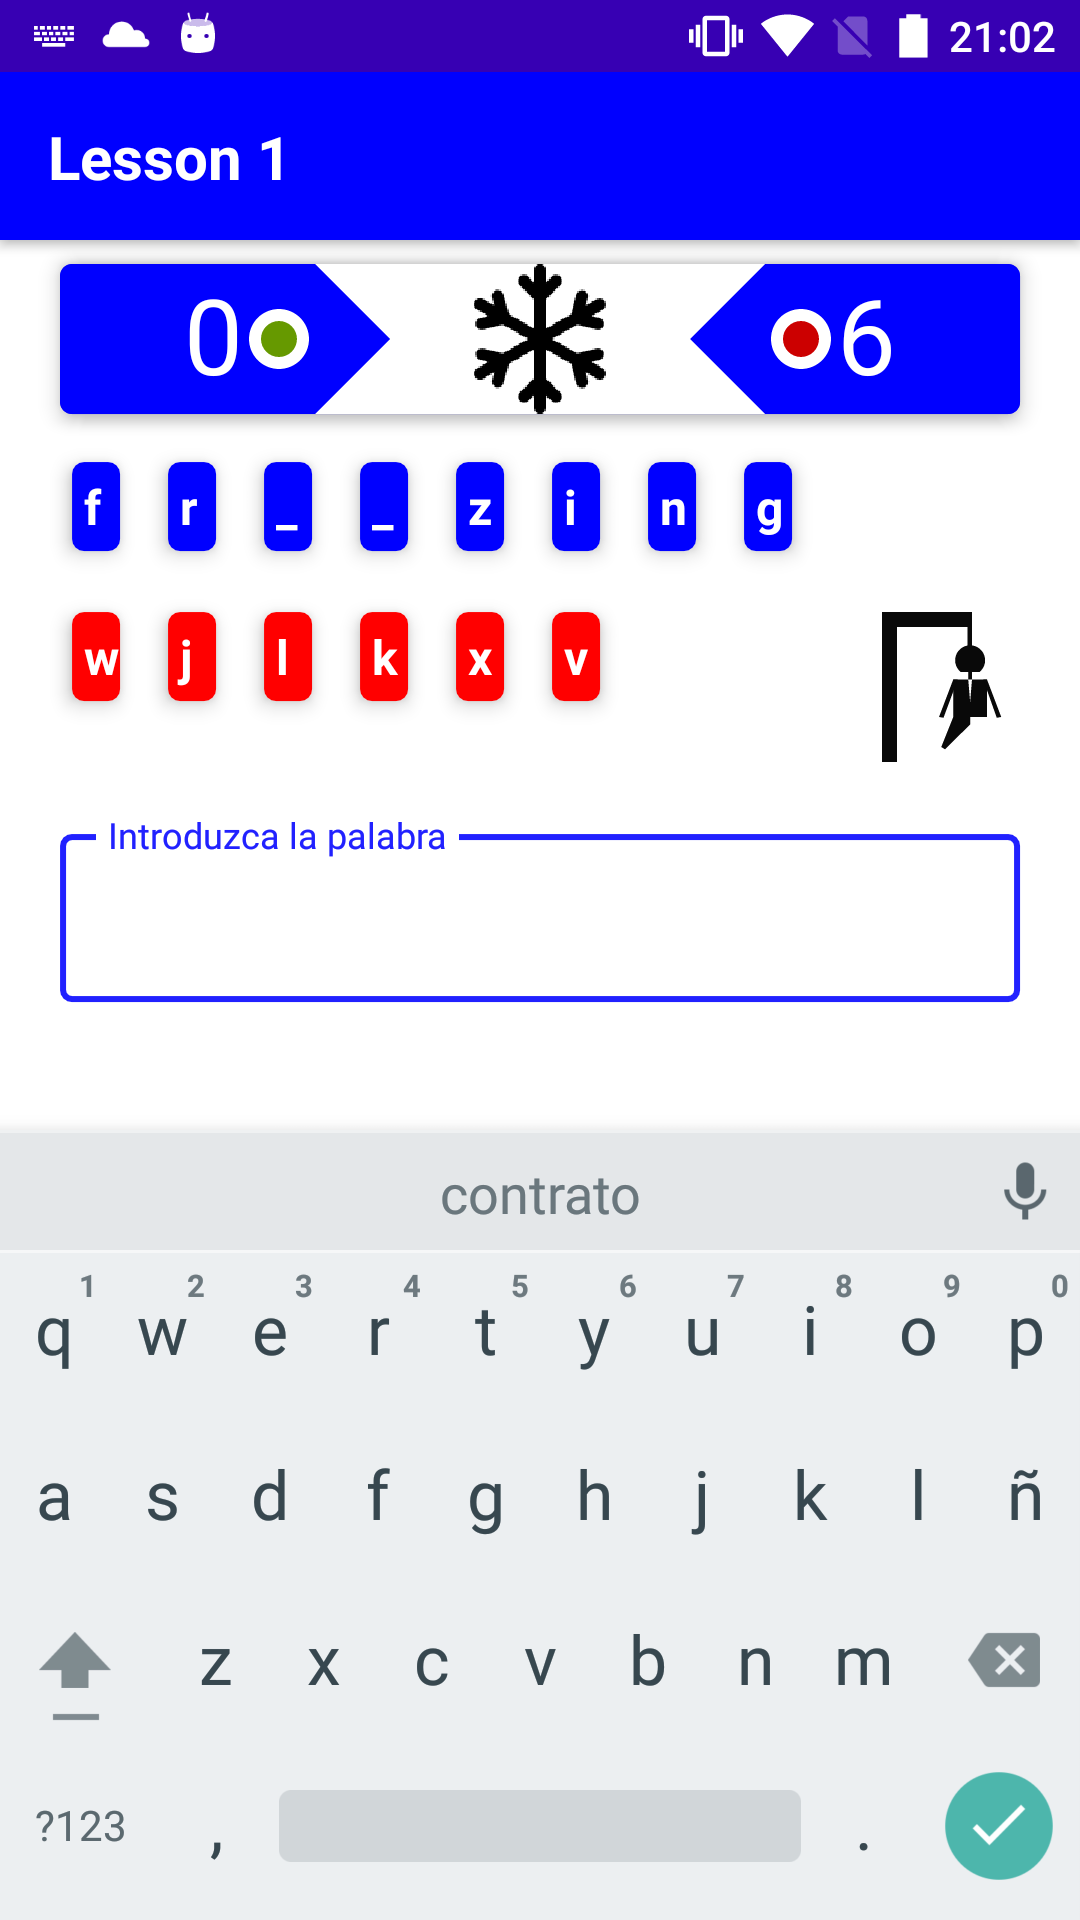 21:02
Lesson 1
0 6
f r _ _ z i n g
w j l k x v
Introduzca la palabra
contrato
1 2 3 4 5 6 7 8 9 0
q w e r t y u i o p
a s d f g h j k l ñ
z x c v b n m
?123 , .